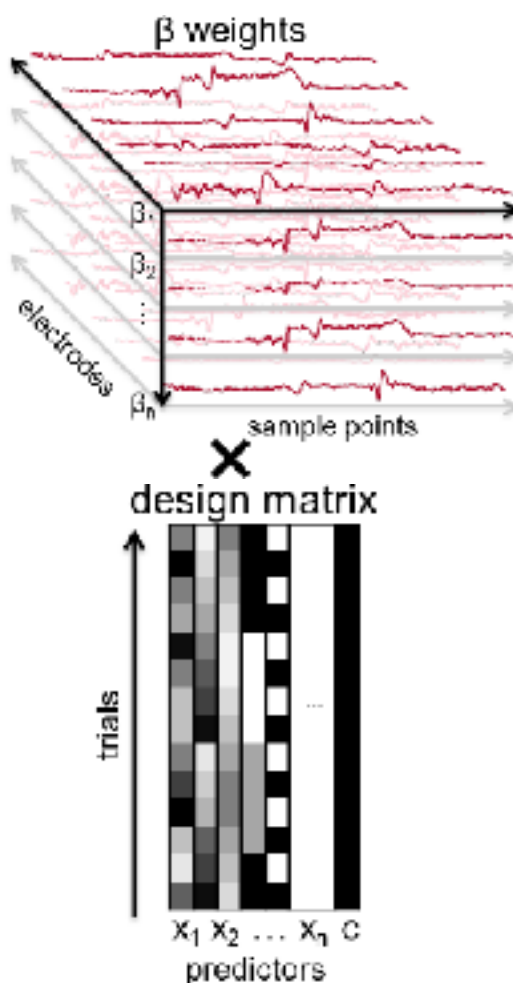 β weights
β₁
β₂
⋮
electrodes
βₙ
sample points
×
design matrix
trials
...
x₁ x₂ ... xₙ c
predictors